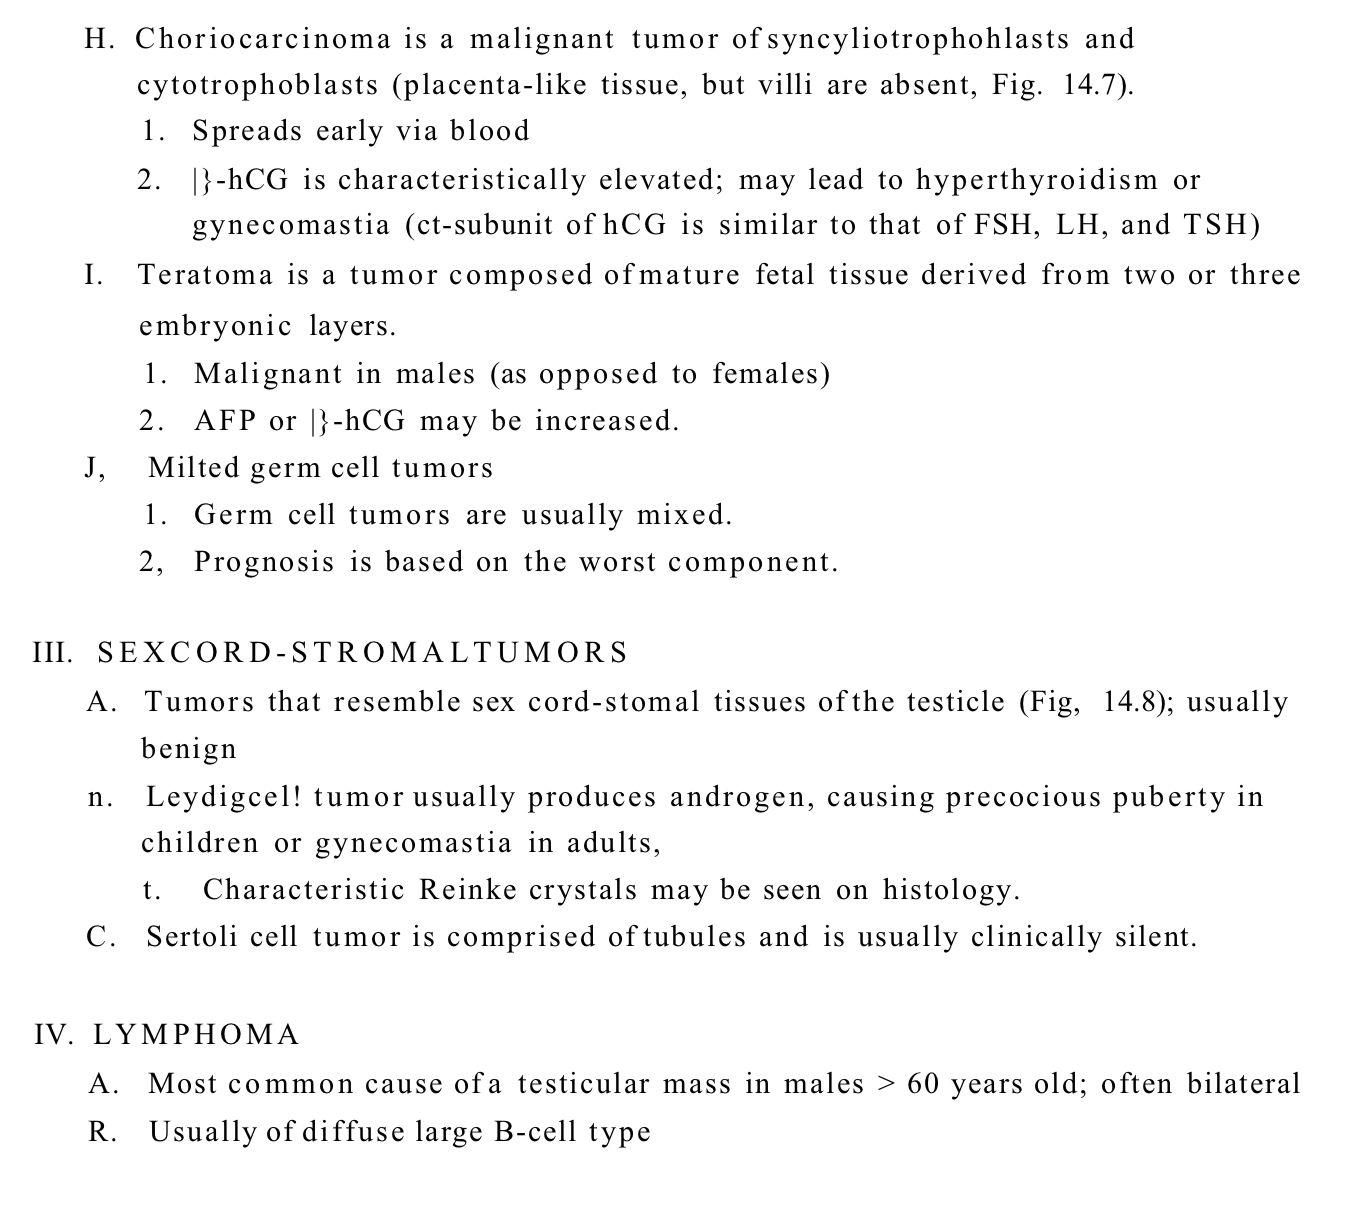 H. Choriocarcinoma is a malignant tumor of syncyliotrophohlasts and
cytotrophoblasts (placenta-like tissue, but villi are absent, Fig. 14.7).
1. Spreads early via blood
2. |}-hCG is characteristically elevated; may lead to hyperthyroidism or
gynecomastia (ct-subunit of hCG is similar to that of FSH, LH, and TSH)
I. Teratoma is a tumor composed of mature fetal tissue derived from two or three
embryonic layers.
1. Malignant in males (as opposed to females)
2. AFP or |}-hCG may be increased.
J, Milted germ cell tumors
1. Germ cell tumors are usually mixed.
2, Prognosis is based on the worst component.
III. SEXCORD-STROMALTUMORS
A. Tumors that resemble sex cord-stomal tissues of the testicle (Fig, 14.8); usually
benign
n. Leydigcel! tumor usually produces androgen, causing precocious puberty in
children or gynecomastia in adults,
t. Characteristic Reinke crystals may be seen on histology.
C. Sertoli cell tumor is comprised of tubules and is usually clinically silent.
IV. LYMPHOMA
A. Most common cause of a testicular mass in males > 60 years old; often bilateral
R. Usually of diffuse large B-cell type